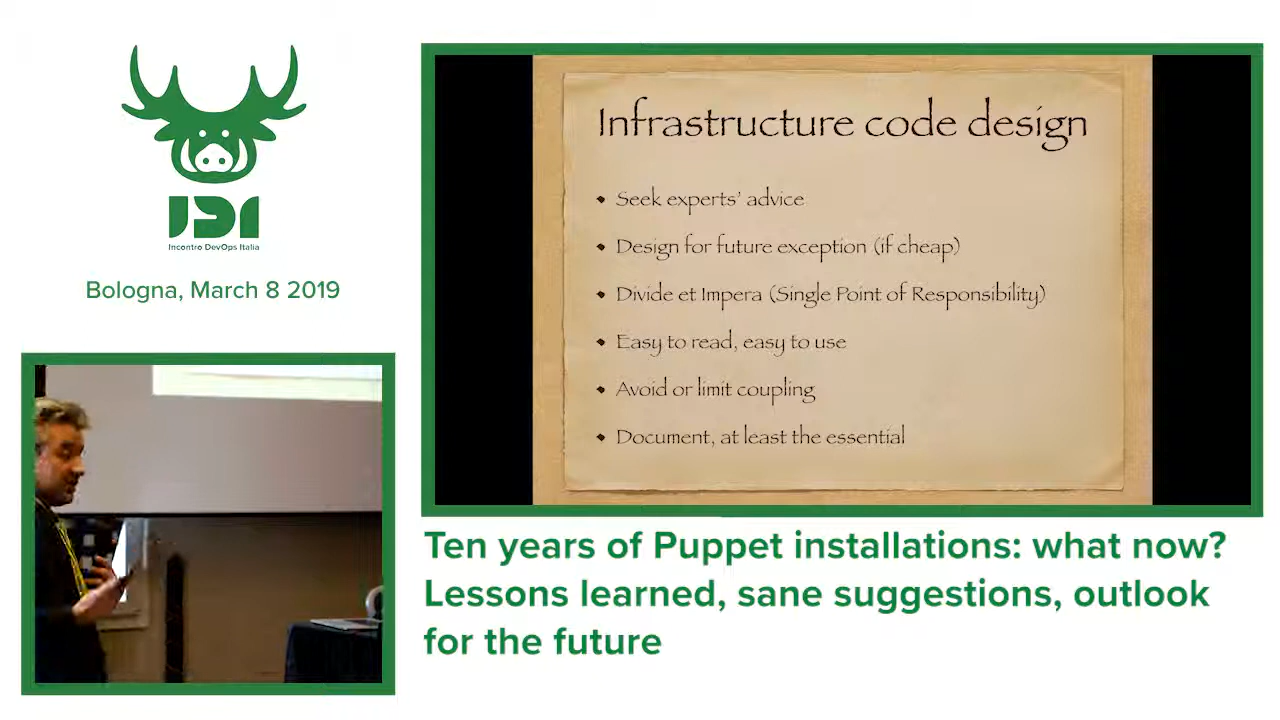 IDI
Incontro DevOps Italia
Bologna, March 8 2019
Infrastructure code design
• Seek experts’ advice
• Design for future exception (if cheap)
• Divide et Impera (Single Point of Responsibility)
• Easy to read, easy to use
• Avoid or limit coupling
• Document, at least the essential
Ten years of Puppet installations: what now?
Lessons learned, sane suggestions, outlook
for the future